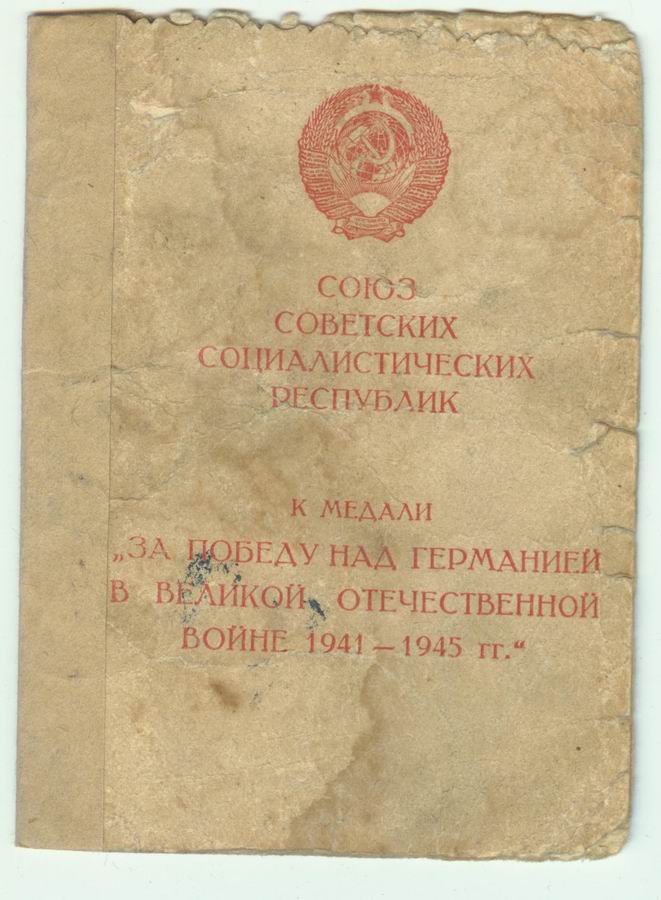 СОЮЗ
СОВЕТСКИХ
СОЦИАЛИСТИЧЕСКИХ
РЕСПУБЛИК
К МЕДАЛИ
„ЗА ПОБЕДУ НАД ГЕРМАНИЕЙ
В ВЕЛИКОЙ ОТЕЧЕСТВЕННОЙ
ВОЙНЕ 1941 — 1945 гг.“